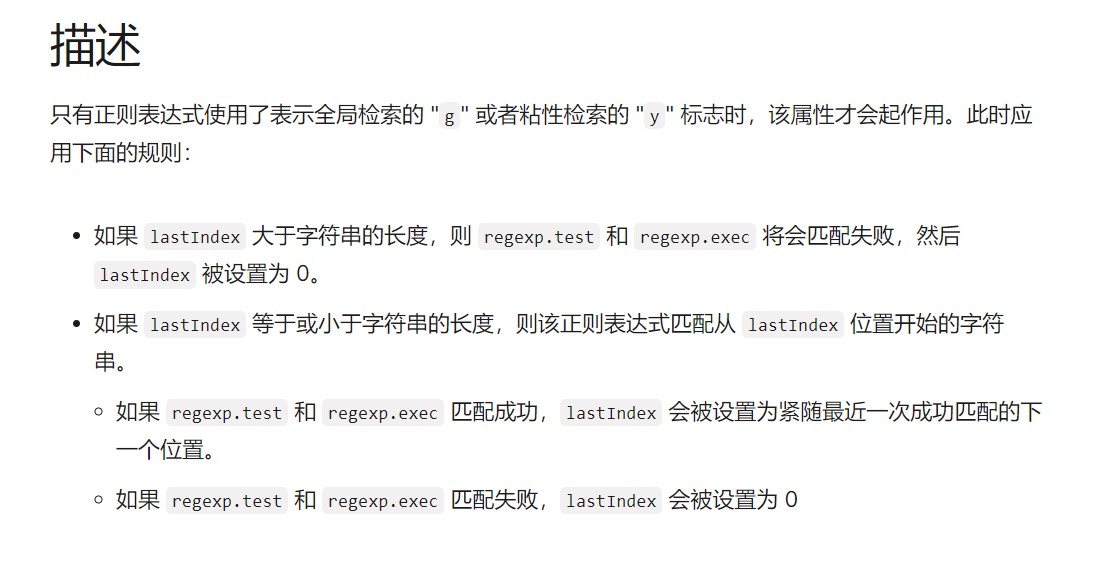 描述
只有正则表达式使用了表示全局检索的 "g" 或者粘性检索的 "y" 标志时，该属性才会起作用。此时应
用下面的规则：
如果 lastIndex 大于字符串的长度，则 regexp.test 和 regexp.exec 将会匹配失败，然后
lastIndex 被设置为 0。
如果 lastIndex 等于或小于字符串的长度，则该正则表达式匹配从 lastIndex 位置开始的字符
串。
如果 regexp.test 和 regexp.exec 匹配成功，lastIndex 会被设置为紧随最近一次成功匹配的下
一个位置。
如果 regexp.test 和 regexp.exec 匹配失败，lastIndex 会被设置为 0